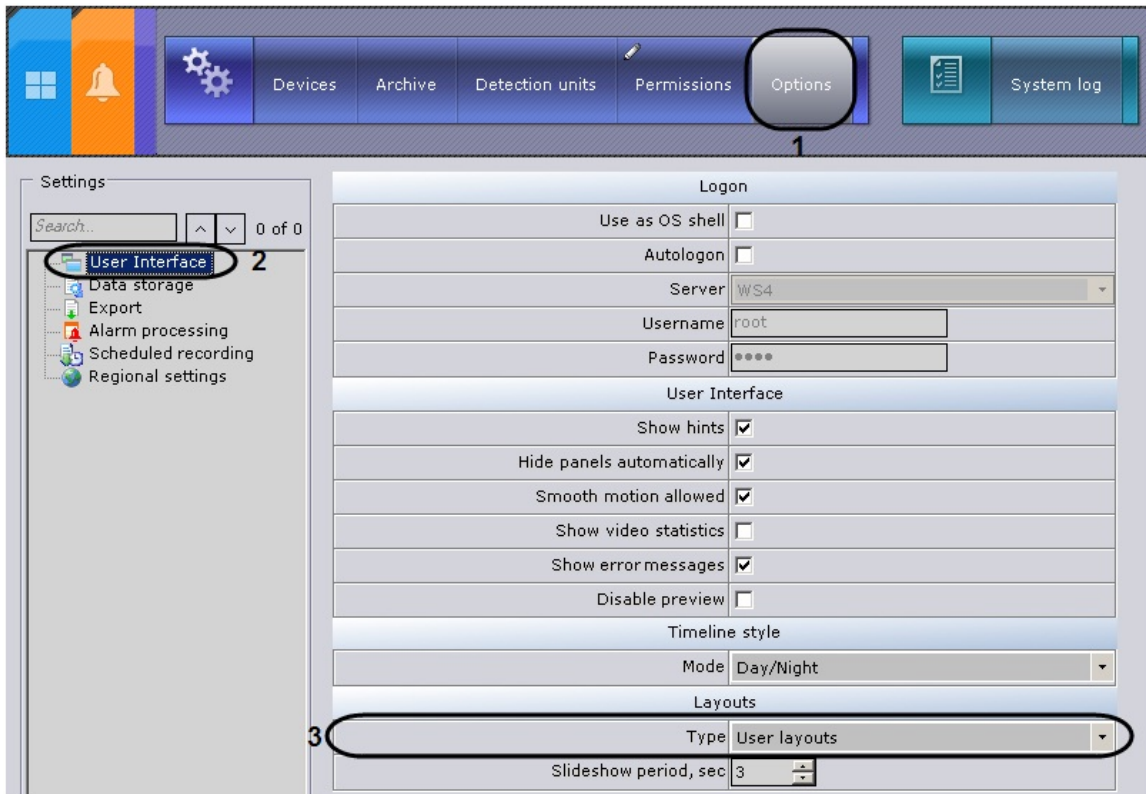 Devices Archive Detection units Permissions Options System log
1
Settings
Search... 0 of 0
User Interface 2
Data storage
Export
Alarm processing
Scheduled recording
Regional settings
Logon
Use as OS shell
Autologon
Server WS4
Username root
Password ••••
User Interface
Show hints
Hide panels automatically
Smooth motion allowed
Show video statistics
Show error messages
Disable preview
Timeline style
Mode Day/Night
Layouts
3 Type User layouts
Slideshow period, sec 3